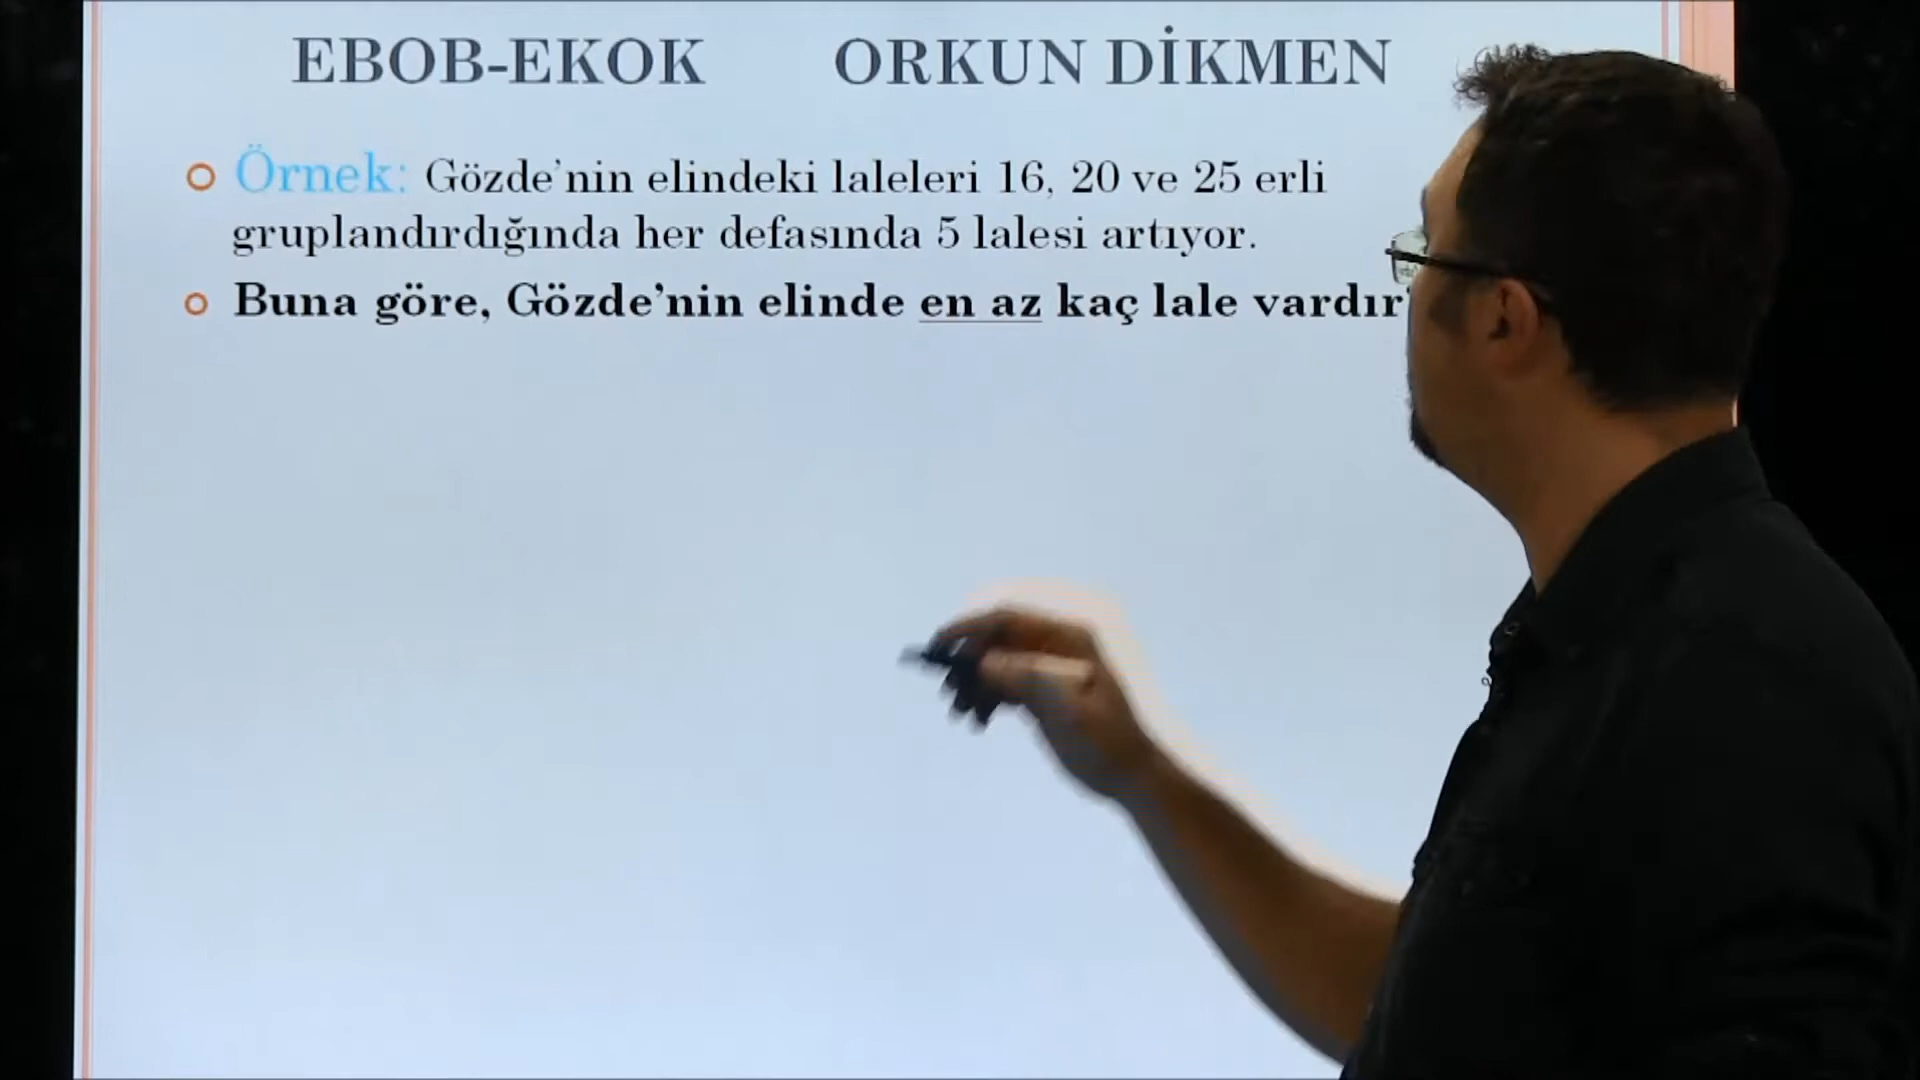 EBOB-EKOK ORKUN DİKMEN
Örnek: Gözde'nin elindeki laleleri 16, 20 ve 25 erli
gruplandırdığında her defasında 5 lalesi artıyor.
Buna göre, Gözde'nin elinde en az kaç lale vardır